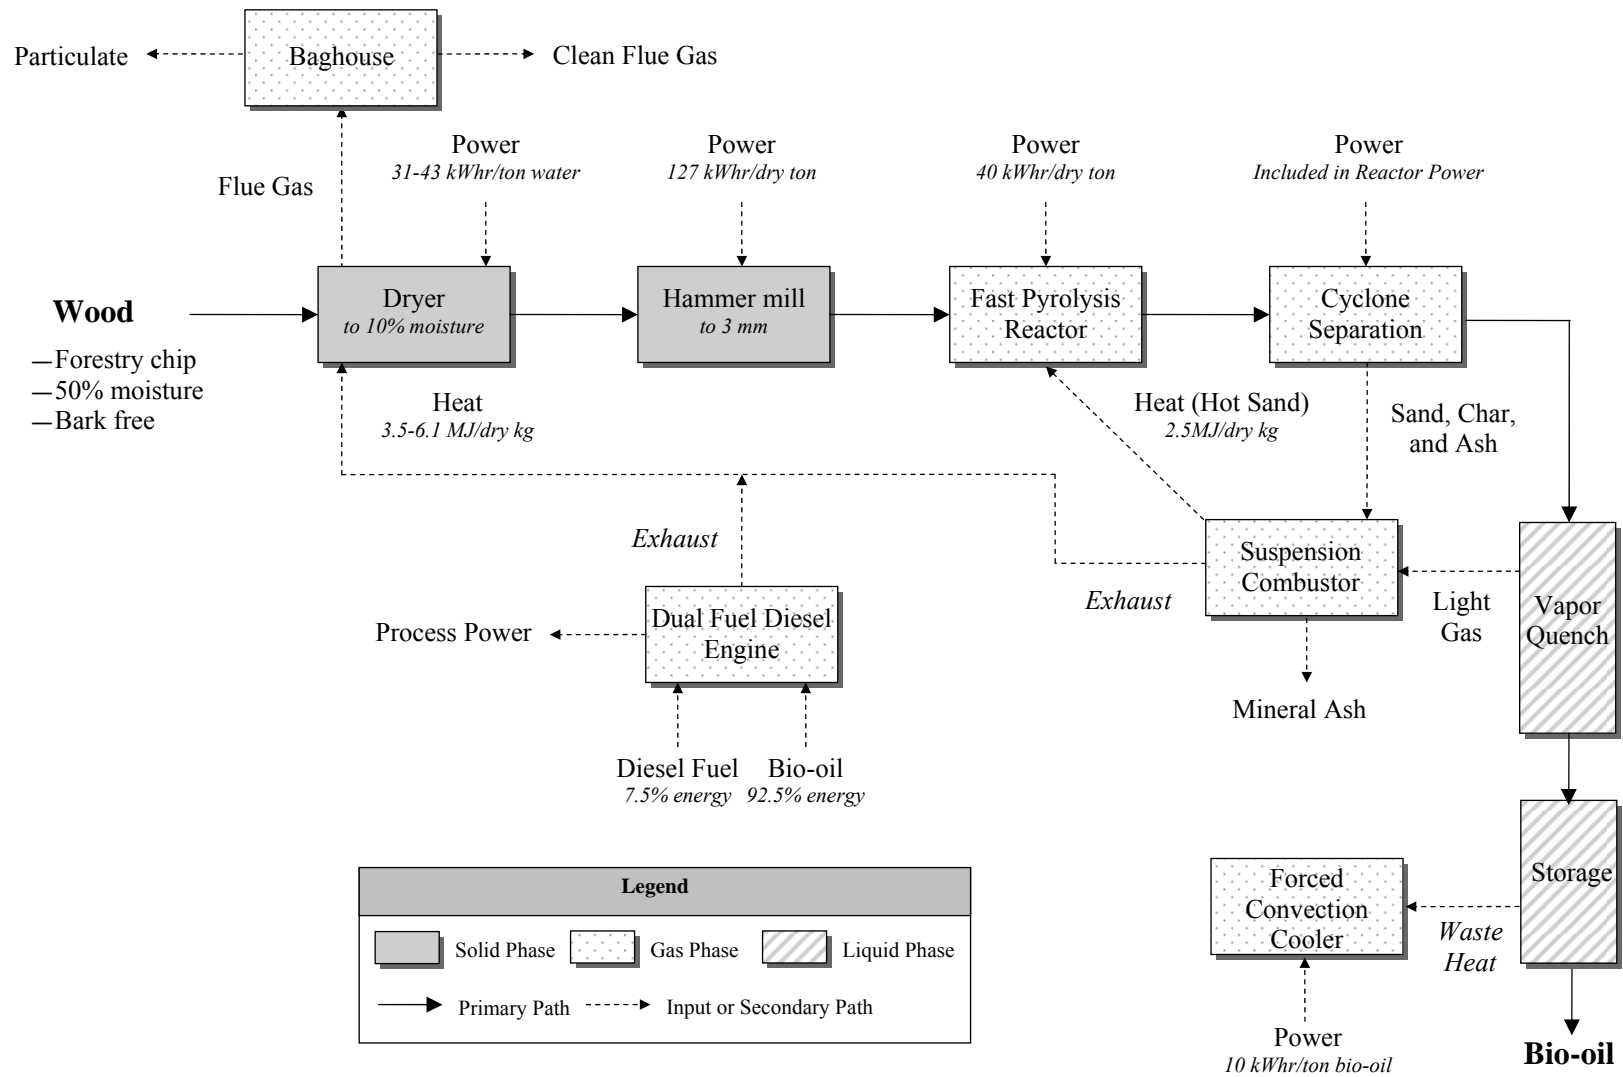 Particulate
Baghouse
Clean Flue Gas
Flue Gas
Power
31-43 kWhr/ton water
Power
127 kWhr/dry ton
Power
40 kWhr/dry ton
Power
Included in Reactor Power
Wood
—Forestry chip
—50% moisture
—Bark free
Dryer
to 10% moisture
Hammer mill
to 3 mm
Fast Pyrolysis
Reactor
Cyclone
Separation
Heat
3.5-6.1 MJ/dry kg
Heat (Hot Sand)
2.5MJ/dry kg
Sand, Char,
and Ash
Exhaust
Suspension
Combustor
Exhaust
Light
Gas
Vapor
Quench
Process Power
Dual Fuel Diesel
Engine
Mineral Ash
Diesel Fuel
7.5% energy
Bio-oil
92.5% energy
Storage
Forced
Convection
Cooler
Waste
Heat
Power
10 kWhr/ton bio-oil
Bio-oil
Legend
Solid Phase
Gas Phase
Liquid Phase
Primary Path
Input or Secondary Path